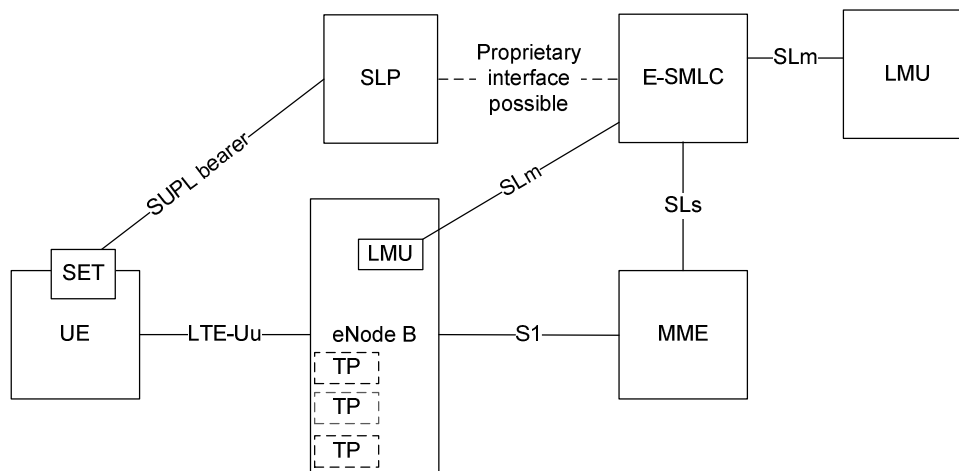 SLP
Proprietary
interface
possible
E-SMLC
SLm
LMU
SUPL bearer
SLm
SLs
LMU
SET
UE
LTE-Uu
eNode B
S1
MME
TP
TP
TP